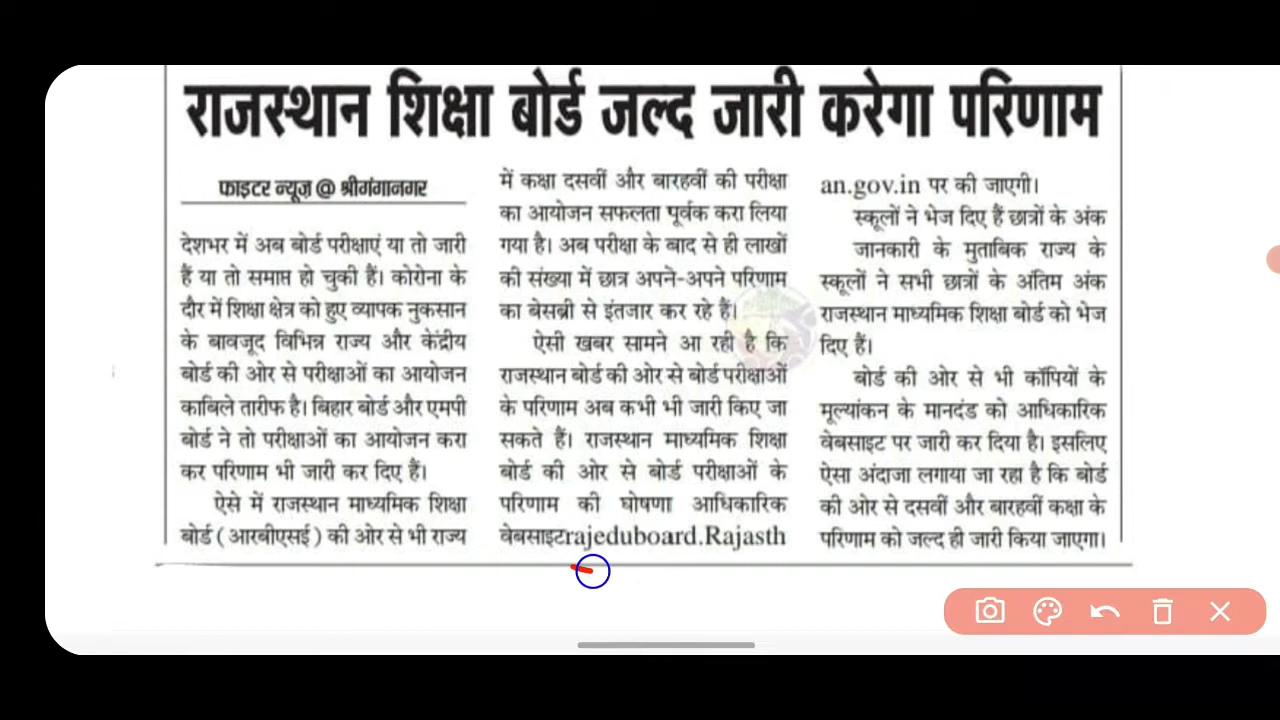 राजस्थान शिक्षा बोर्ड जल्द जारी करेगा परिणाम
फाइटर न्यूज़ @ श्रीगंगानगर
देशभर में अब बोर्ड परीक्षाएं या तो जारी
हैं या तो समाप्त हो चुकी हैं। कोरोना के
दौर में शिक्षा क्षेत्र को हुए व्यापक नुकसान
के बावजूद विभिन्न राज्य और केंद्रीय
बोर्ड की ओर से परीक्षाओं का आयोजन
काबिले तारीफ है। बिहार बोर्ड और एमपी
बोर्ड ने तो परीक्षाओं का आयोजन करा
कर परिणाम भी जारी कर दिए हैं।
ऐसे में राजस्थान माध्यमिक शिक्षा
बोर्ड (आरबीएसई) की ओर से भी राज्य
में कक्षा दसवीं और बारहवीं की परीक्षा
का आयोजन सफलता पूर्वक करा लिया
गया है। अब परीक्षा के बाद से ही लाखों
की संख्या में छात्र अपने-अपने परिणाम
का बेसब्री से इंतजार कर रहे हैं।
ऐसी खबर सामने आ रही है कि
राजस्थान बोर्ड की ओर से बोर्ड परीक्षाओं
के परिणाम अब कभी भी जारी किए जा
सकते हैं। राजस्थान माध्यमिक शिक्षा
बोर्ड की ओर से बोर्ड परीक्षाओं के
परिणाम की घोषणा आधिकारिक
वेबसाइटrajeduboard.Rajasth
an.gov.in पर की जाएगी।
स्कूलों ने भेज दिए हैं छात्रों के अंक
जानकारी के मुताबिक राज्य के
स्कूलों ने सभी छात्रों के अंतिम अंक
राजस्थान माध्यमिक शिक्षा बोर्ड को भेज
दिए हैं।
बोर्ड की ओर से भी कॉपियों के
मूल्यांकन के मानदंड को आधिकारिक
वेबसाइट पर जारी कर दिया है। इसलिए
ऐसा अंदाजा लगाया जा रहा है कि बोर्ड
की ओर से दसवीं और बारहवीं कक्षा के
परिणाम को जल्द ही जारी किया जाएगा।